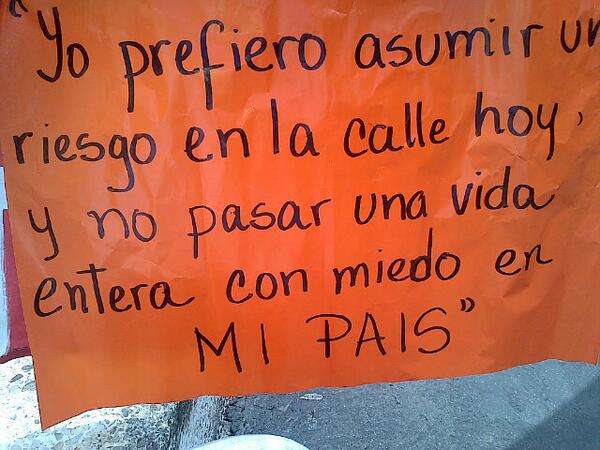 "Yo prefiero asumir un
riesgo en la calle hoy,
y no pasar una vida
entera con miedo en
MI PAIS"